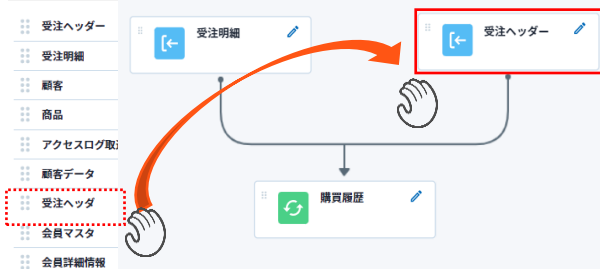 受注ヘッダー
受注明細
顧客
商品
アクセスログ取
顧客データ
受注ヘッダ
会員マスタ
会員詳細情報
受注明細
受注ヘッダー
購買履歴